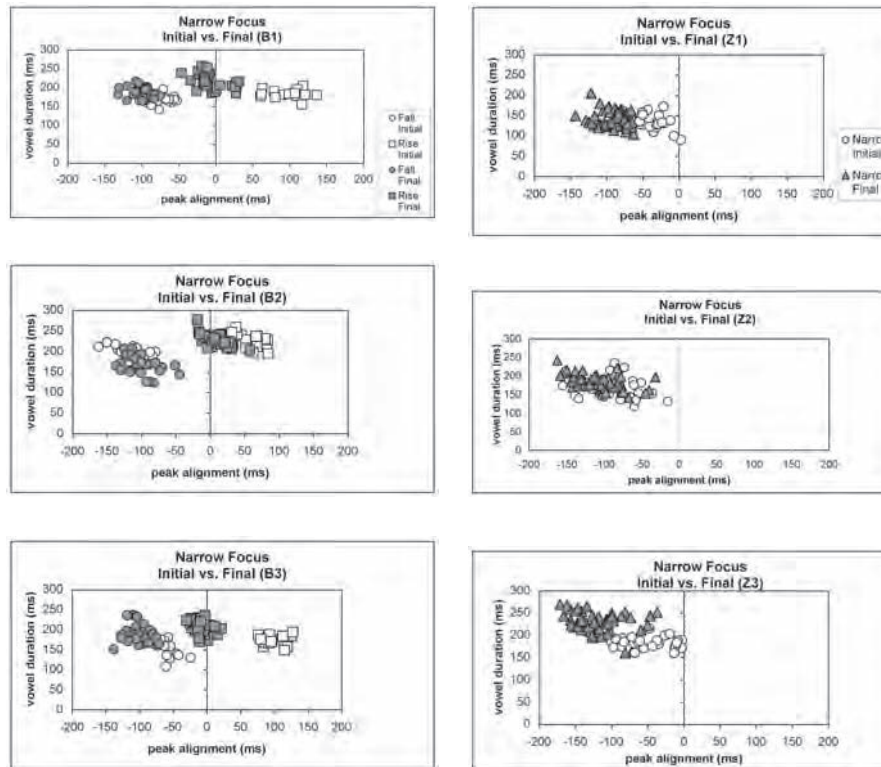 Narrow Focus
Initial vs. Final (B1)
vowel duration (ms)
300
250
200
150
100
50
0
-200 -150 -100 -50 0 50 100 150 200
peak alignment (ms)
Fall
Initial
Rise
Initial
Fall
Final
Rise
Final
Narrow Focus
Initial vs. Final (Z1)
vowel duration (ms)
300
250
200
150
100
50
0
-200 -150 -100 -50 0 50 100 150 200
peak alignment (ms)
Narrow
Initial
Narrow
Final
Narrow Focus
Initial vs. Final (B2)
vowel duration (ms)
300
250
200
150
100
50
0
-200 -150 -100 -50 0 50 100 150 200
peak alignment (ms)
Narrow Focus
Initial vs. Final (Z2)
vowel duration (ms)
300
250
200
150
100
50
0
-200 -150 -100 -50 0 50 100 150 200
peak alignment (ms)
Narrow Focus
Initial vs. Final (B3)
vowel duration (ms)
300
250
200
150
100
50
0
-200 -150 -100 -50 0 50 100 150 200
peak alignment (ms)
Narrow Focus
Initial vs. Final (Z3)
vowel duration (ms)
300
250
200
150
100
50
0
-200 -150 -100 -50 0 50 100 150 200
peak alignment (ms)